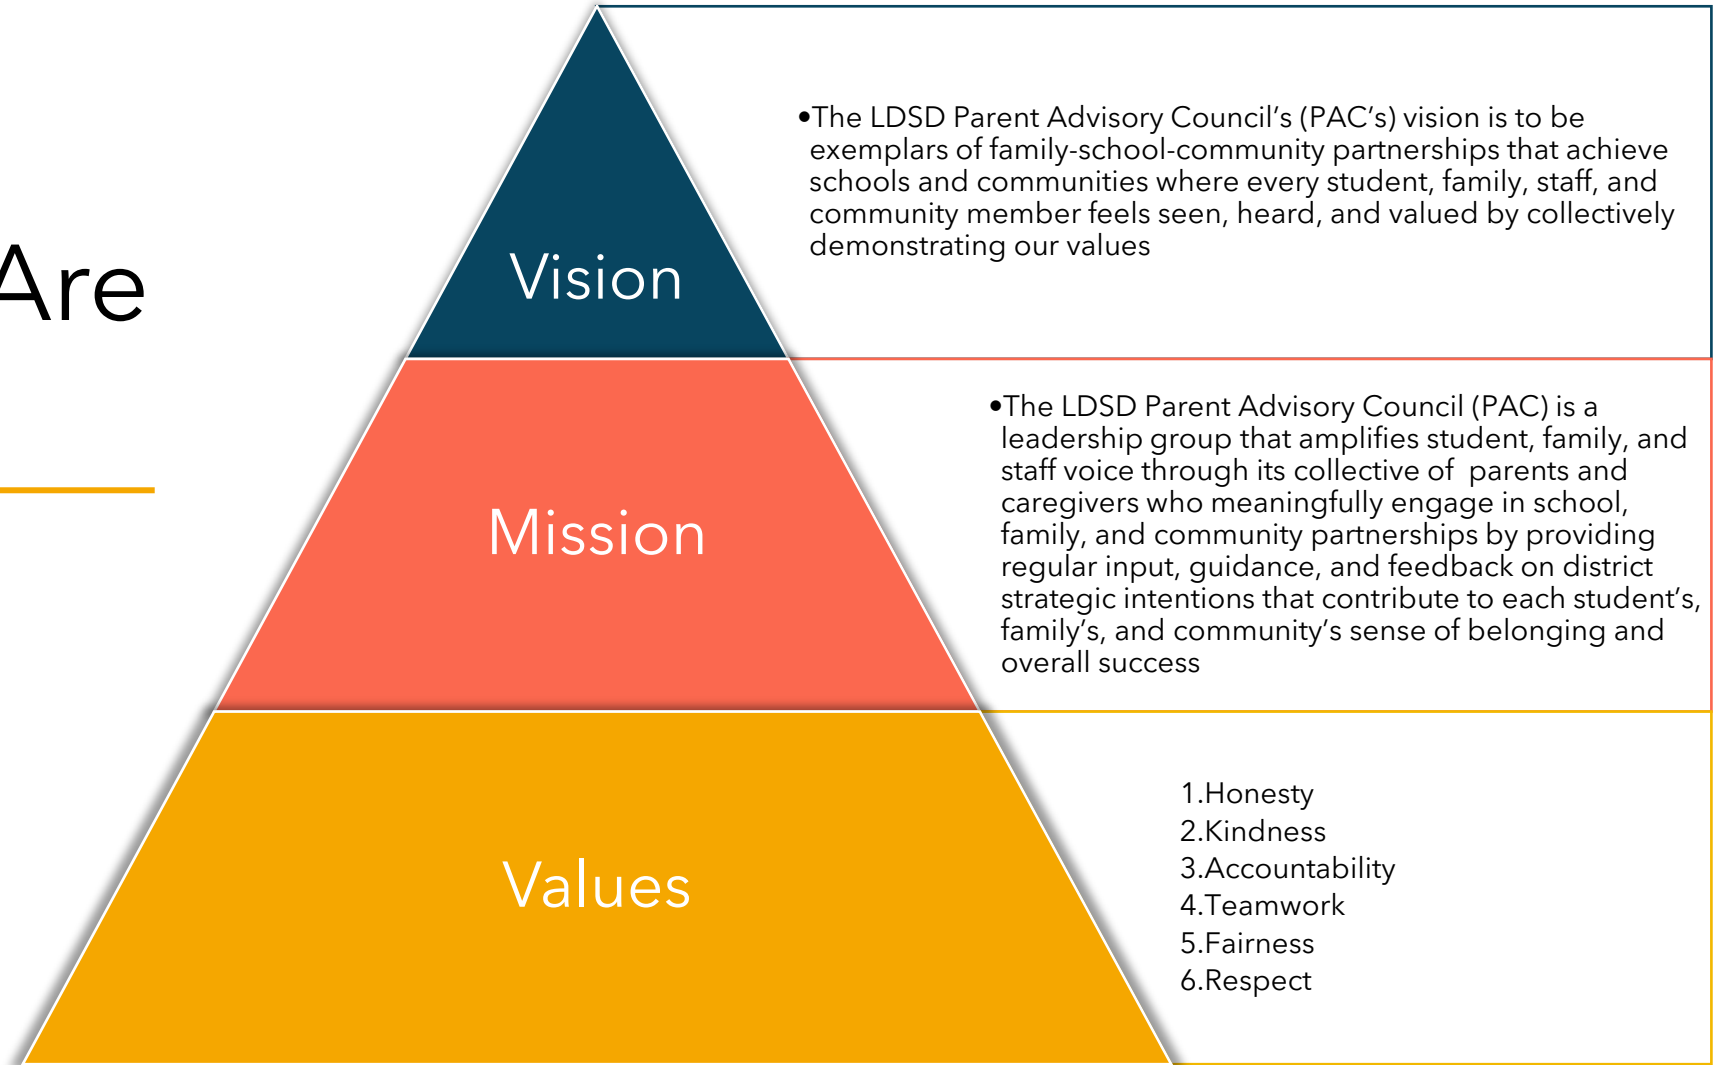 Are
Vision
•The LDSD Parent Advisory Council’s (PAC’s) vision is to be
exemplars of family-school-community partnerships that achieve
schools and communities where every student, family, staff, and
community member feels seen, heard, and valued by collectively
demonstrating our values
Mission
•The LDSD Parent Advisory Council (PAC) is a
leadership group that amplifies student, family, and
staff voice through its collective of  parents and
caregivers who meaningfully engage in school,
family, and community partnerships by providing
regular input, guidance, and feedback on district
strategic intentions that contribute to each student’s,
family’s, and community’s sense of belonging and
overall success
Values
1.Honesty
2.Kindness
3.Accountability
4.Teamwork
5.Fairness
6.Respect